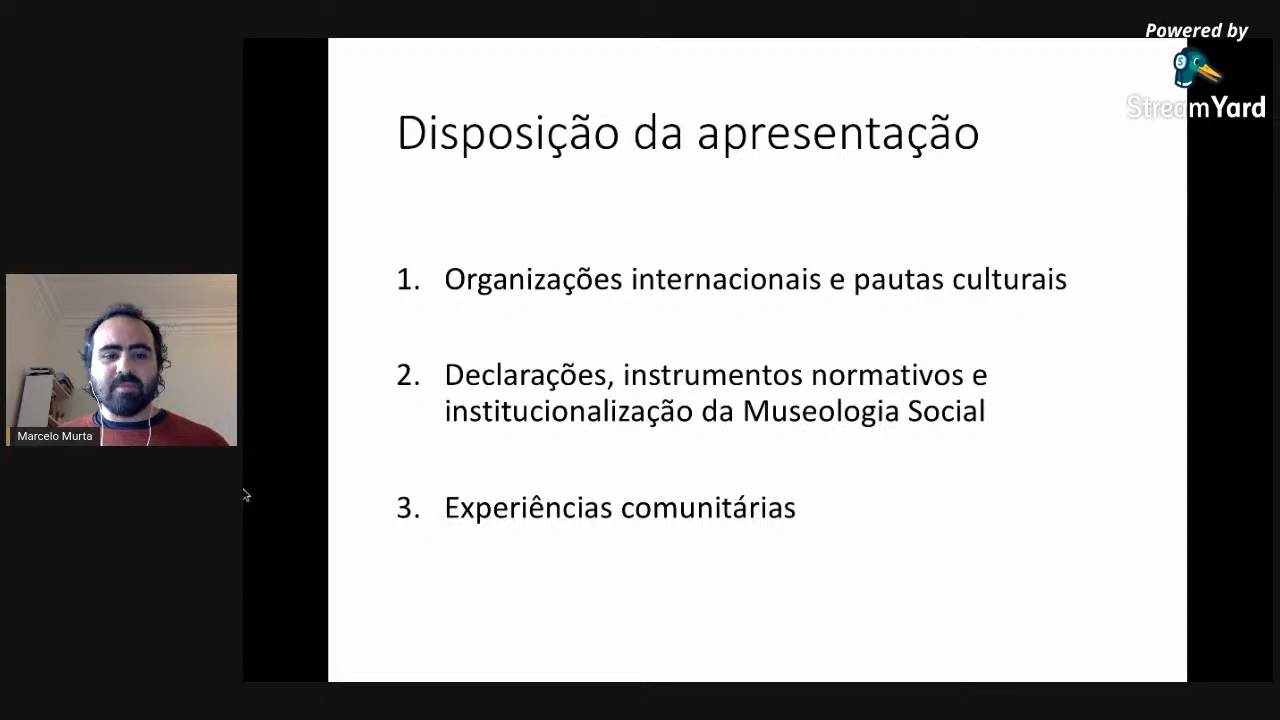 Powered by
StreamYard
Disposição da apresentação
1. Organizações internacionais e pautas culturais
2. Declarações, instrumentos normativos e
institucionalização da Museologia Social
3. Experiências comunitárias
Marcelo Murta